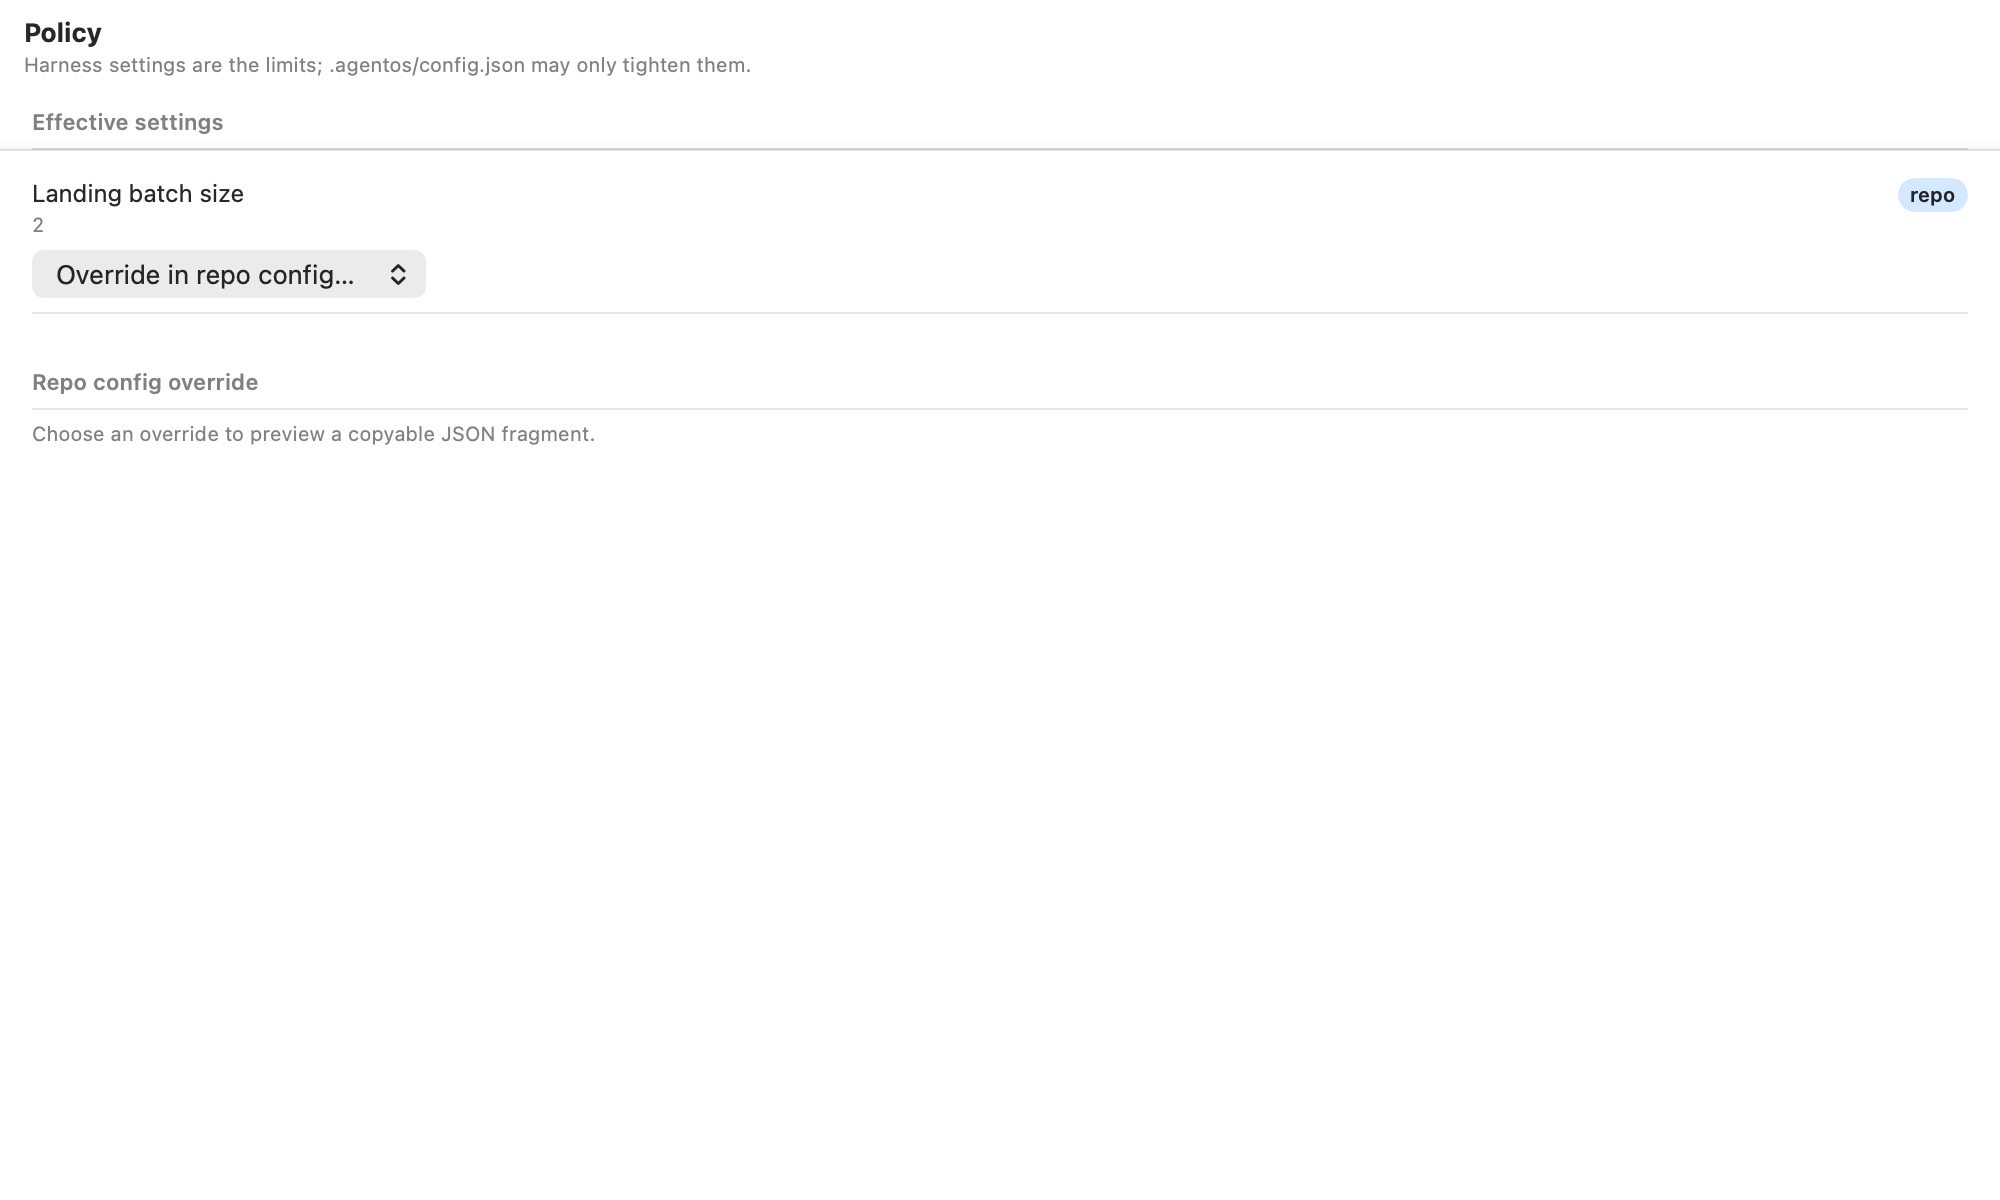 Policy
Harness settings are the limits; .agentos/config.json may only tighten them.
Effective settings
Landing batch size
repo
2
Override in repo config...
Repo config override
Choose an override to preview a copyable JSON fragment.